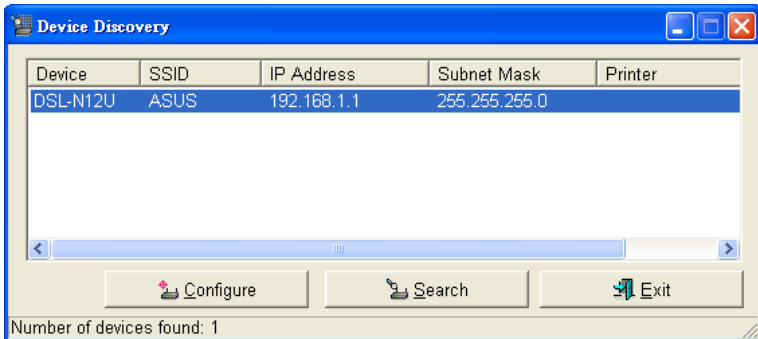 Device Discovery
Device SSID IP Address Subnet Mask Printer
DSL-N12U ASUS 192.168.1.1 255.255.255.0
Configure Search Exit
Number of devices found: 1